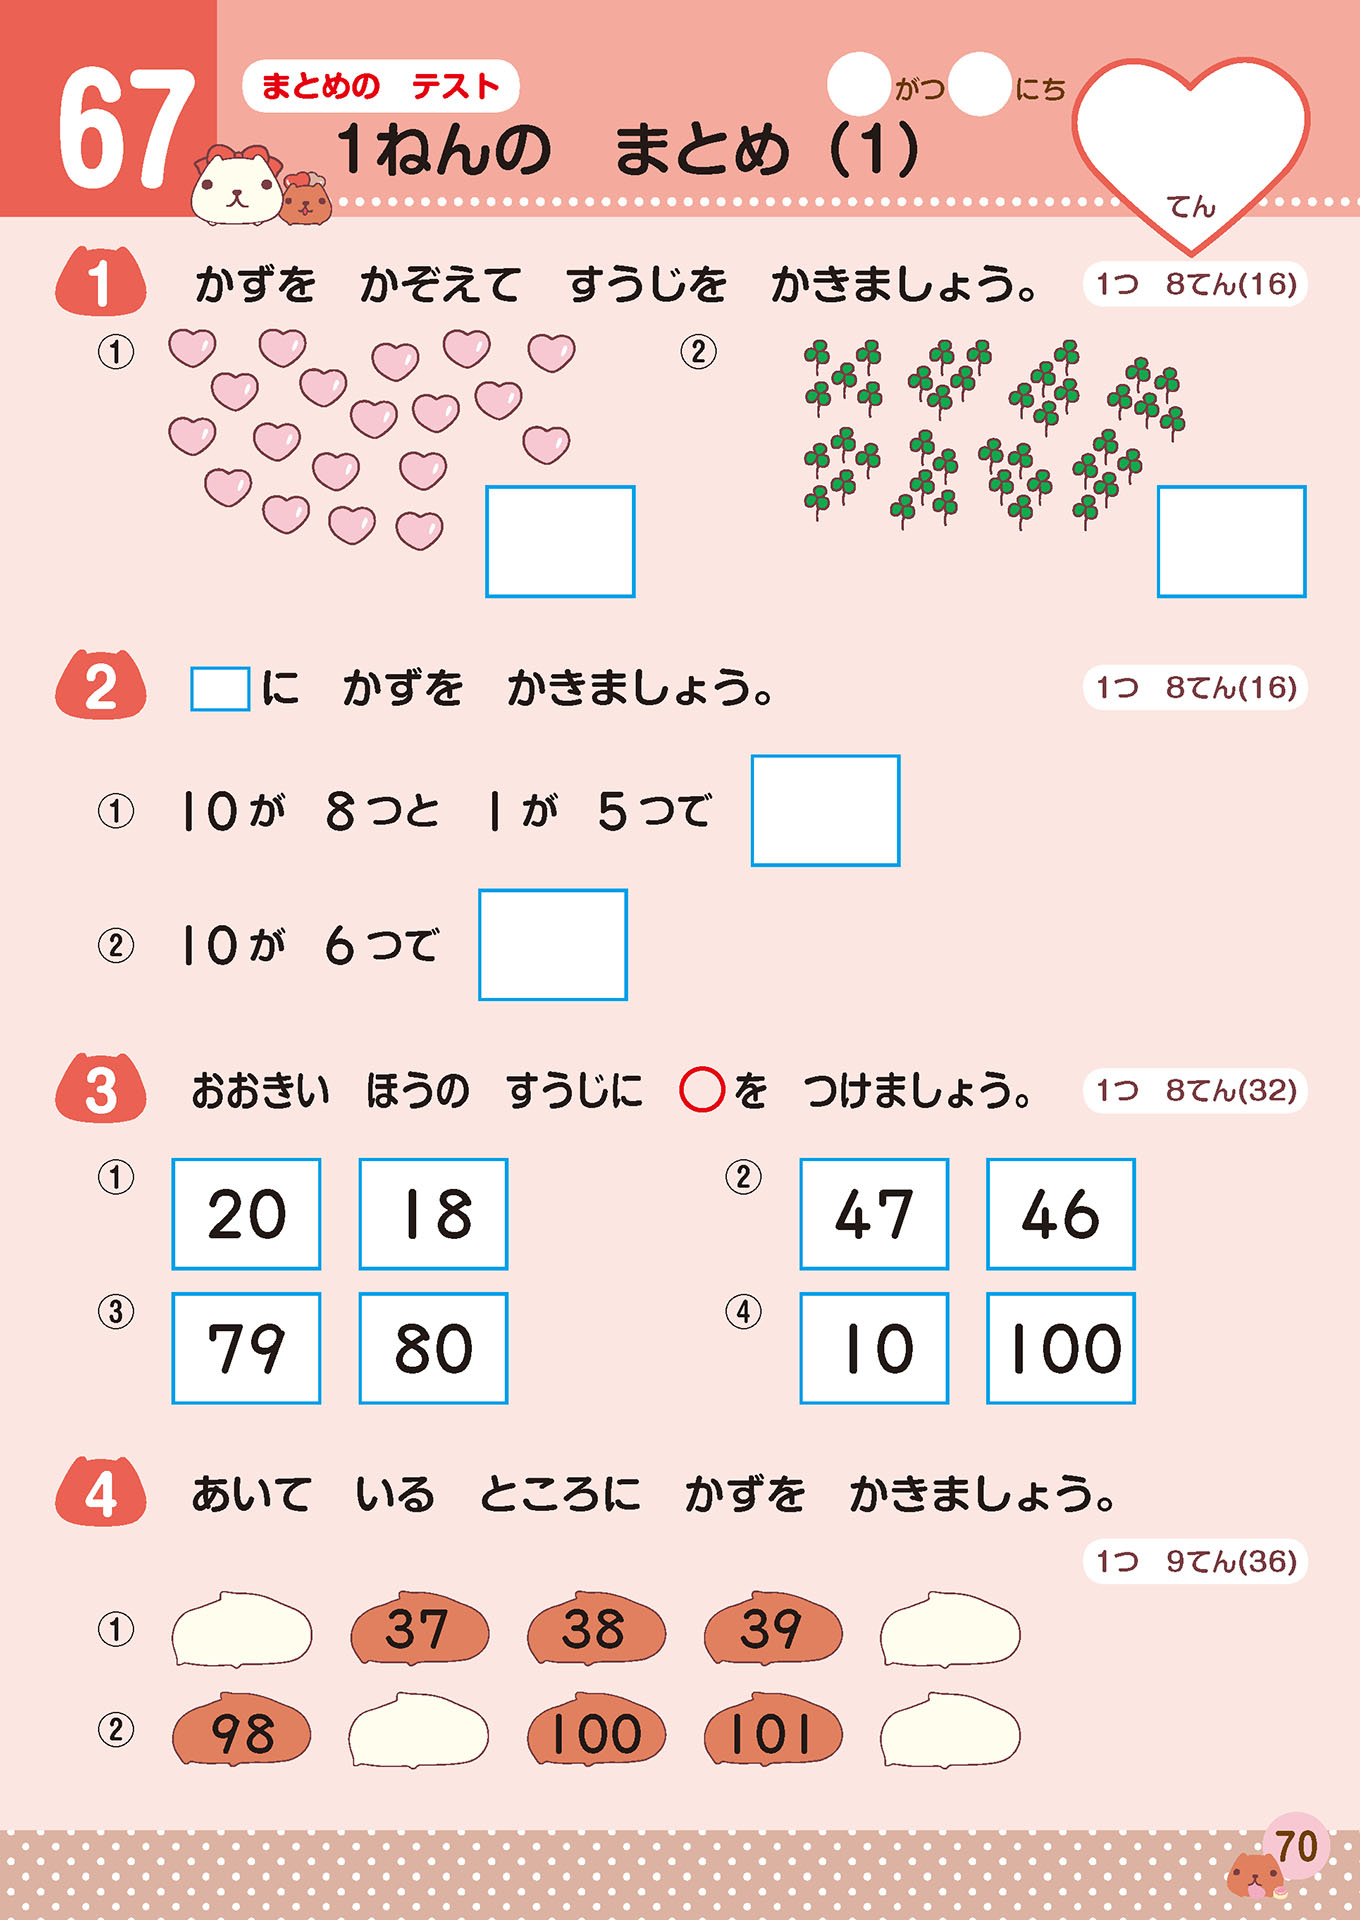 67
まとめの テスト
がつ にち
1ねんの まとめ (1)
てん
1 かずを かぞえて すうじを かきましょう。 1つ 8てん(16)
① ②
2 □に かずを かきましょう。 1つ 8てん(16)
① 10が 8つと 1が 5つで
② 10が 6つで
3 おおきい ほうの すうじに ○を つけましょう。 1つ 8てん(32)
① 20 18 ② 47 46
③ 79 80 ④ 10 100
4 あいて いる ところに かずを かきましょう。
1つ 9てん(36)
① 37 38 39
② 98 100 101
70